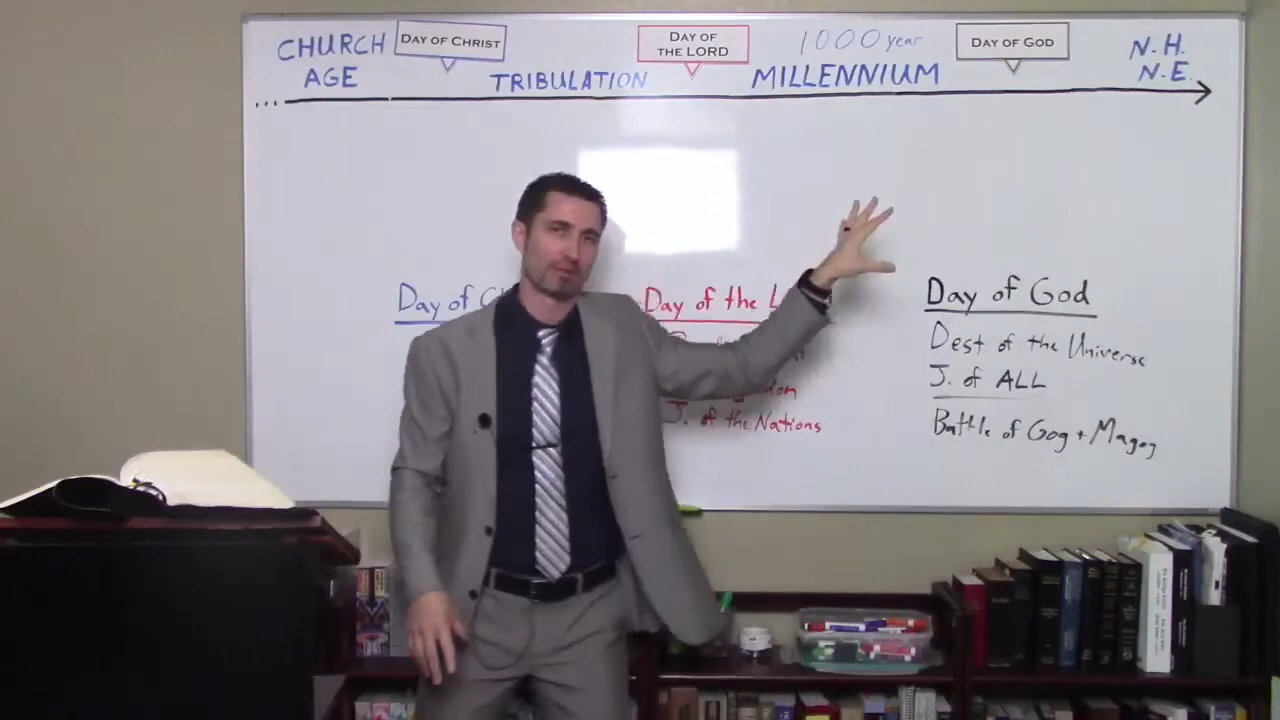 CHURCH
AGE
DAY OF CHRIST
TRIBULATION
DAY OF
THE LORD
1000 year
MILLENNIUM
DAY OF GOD
N.H.
N.E.
...
Day of
Day of the L
J. of the Nations
Day of God
Dest of the Universe
J. of ALL
Battle of Gog + Magog